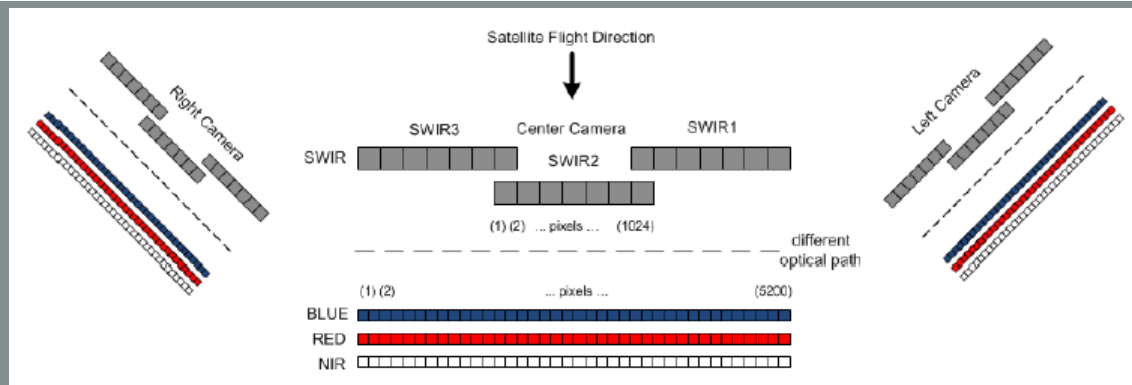 Satellite Flight Direction
Right Camera
Left Camera
SWIR3 Center Camera SWIR1
SWIR SWIR2
(1) (2) ... pixels ... (1024)
different
optical path
(1) (2) ... pixels ... (5200)
BLUE
RED
NIR